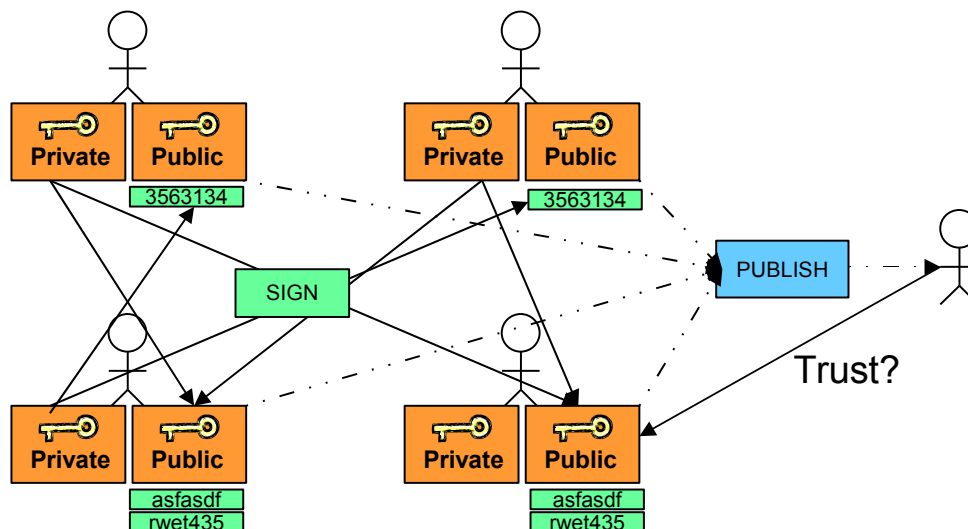 Private
Public
Private
Public
3563134
3563134
SIGN
PUBLISH
Trust?
Private
Public
Private
Public
asfasdf
asfasdf
rwet435
rwet435